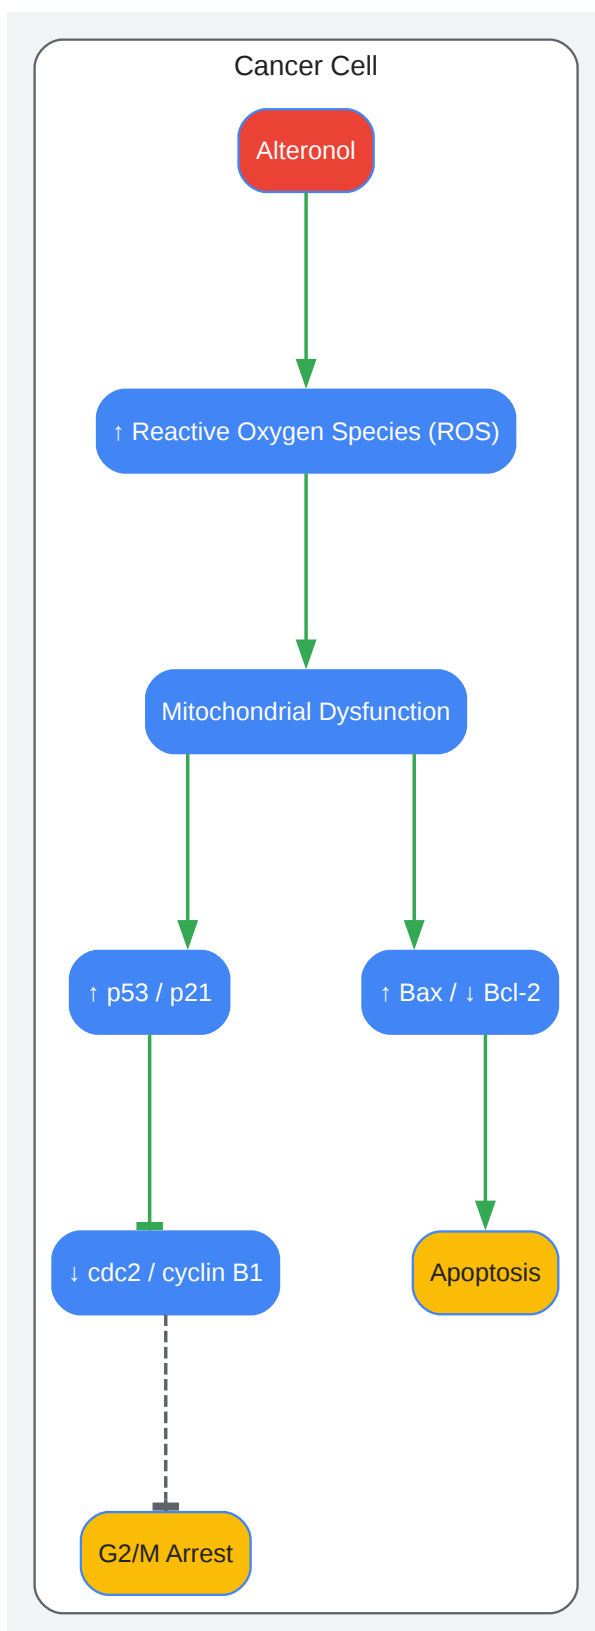 Cancer Cell
Alteronol
↑ Reactive Oxygen Species (ROS)
Mitochondrial Dysfunction
↑ p53 / p21
↑ Bax / ↓ Bcl-2
↓ cdc2 / cyclin B1
Apoptosis
G2/M Arrest